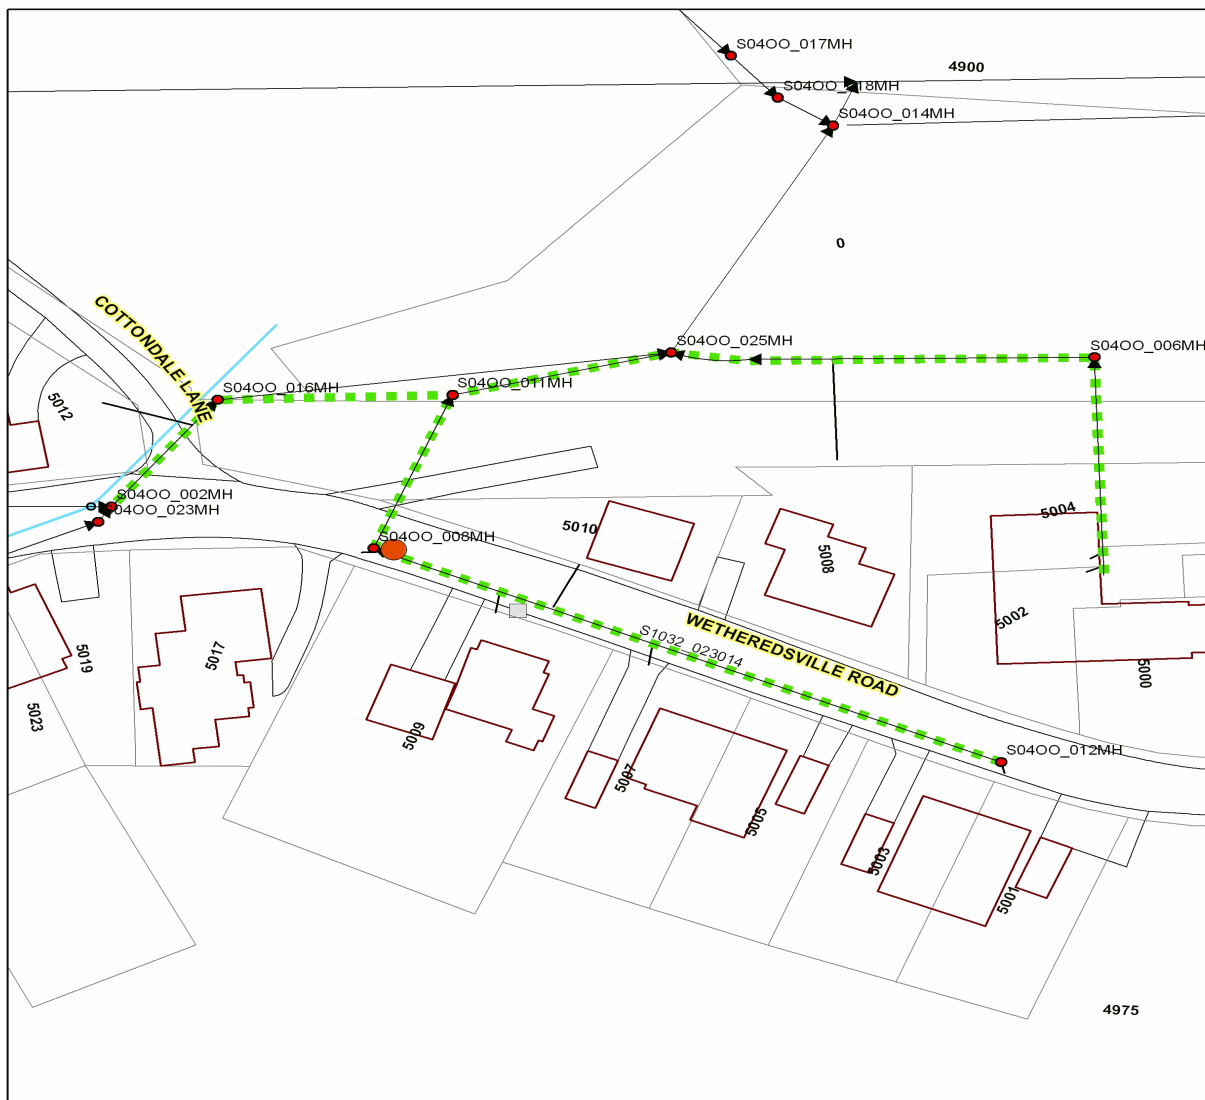 S04OO_017MH
4900
S04OO_018MH
S04OO_014MH
0
COTTONDALE LANE
S04OO_025MH
S04OO_006MH
S04OO_016MH
S04OO_011MH
5012
S04OO_002MH
S04OO_023MH
5004
5010
S04OO_008MH
5008
5002
WETHEREDSVILLE ROAD
S1032_023014
5017
5019
5000
5023
5009
S04OO_012MH
5007
5005
5003
5001
4975